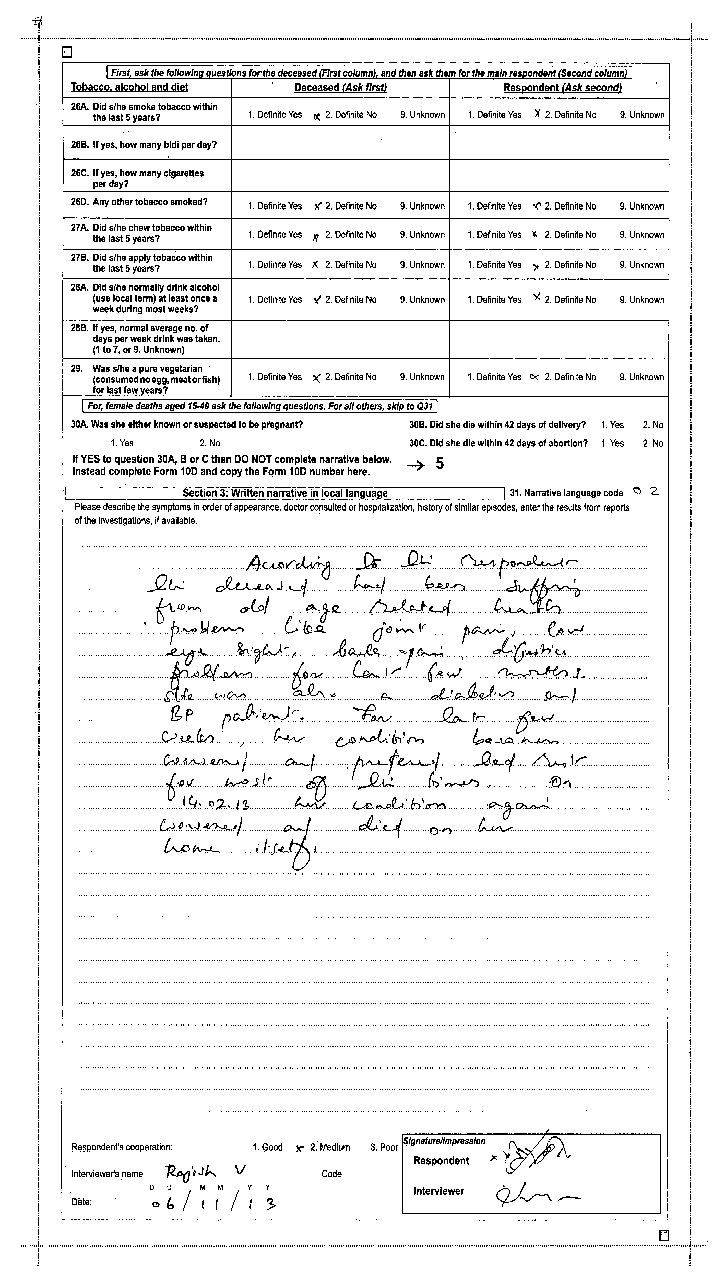 First, ask the following questions for the deceased (First column), and then ask them for the main respondent (Second column)
Tobacco, alcohol and diet Deceased (Ask first) Respondent (Ask second)
26A. Did s/he smoke tobacco within the last 5 years? 1. Definite Yes x 2. Definite No 9. Unknown 1. Definite Yes x 2. Definite No 9. Unknown
26B. If yes, how many bidi per day?
26C. If yes, how many cigarettes per day?
26D. Any other tobacco smoked? 1. Definite Yes x 2. Definite No 9. Unknown 1. Definite Yes x 2. Definite No 9. Unknown
27A. Did s/he chew tobacco within the last 5 years? 1. Definite Yes x 2. Definite No 9. Unknown 1. Definite Yes x 2. Definite No 9. Unknown
27B. Did s/he apply tobacco within the last 5 years? 1. Definite Yes x 2. Definite No 9. Unknown 1. Definite Yes x 2. Definite No 9. Unknown
28A. Did s/he normally drink alcohol (use local term) at least once a week during most weeks? 1. Definite Yes x 2. Definite No 9. Unknown 1. Definite Yes x 2. Definite No 9. Unknown
28B. If yes, normal average no. of days per week drink was taken. (1 to 7, or 9. Unknown)
29. Was s/he a pure vegetarian (consumed no egg, meat or fish) for last few years? 1. Definite Yes x 2. Definite No 9. Unknown 1. Definite Yes x 2. Definite No 9. Unknown
For, female deaths aged 15-49 ask the following questions. For all others, skip to Q31
30A. Was she either known or suspected to be pregnant? 30B. Did she die within 42 days of delivery? 1. Yes 2. No
1. Yes 2. No 30C. Did she die within 42 days of abortion? 1. Yes 2. No
If YES to question 30A, B or C then DO NOT complete narrative below.
Instead complete Form 10D and copy the Form 10D number here. → 5
Section 3: Written narrative in local language 31. Narrative language code 02
Please describe the symptoms in order of appearance, doctor consulted or hospitalization, history of similar episodes, enter the results from reports
of the investigations, if available.
According to the respondent
the deceased had been suffring
from old age related health
problems like joint pain, low
eye sight, back pain, digestion
problem for last few months.
She was also a diabetes and
BP patient. For last few
weeks, her condition became
worsened and prefered bed rest
for most of the times. On
14.02.13 her condition again
worsened and died on her
home itself.
Respondent's cooperation: 1. Good x 2. Medium 3. Poor
Signature/Impression
Respondent
Interviewer's name Rajish V Code
D D M M Y Y
Date: 06/11/13
Interviewer